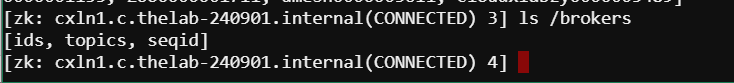 [zk: cxln1.c.thelab-240901.internal(CONNECTED) 3] ls /brokers
[ids, topics, seqid]
[zk: cxln1.c.thelab-240901.internal(CONNECTED) 4]